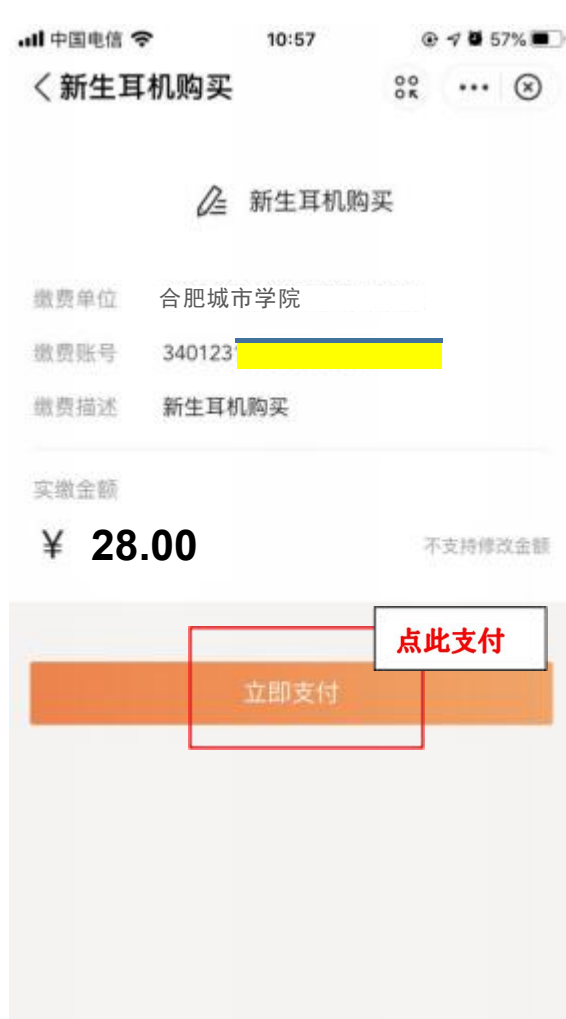 中国电信 10:57 57%
新生耳机购买
新生耳机购买
缴费单位 合肥城市学院
缴费账号 3401231
缴费描述 新生耳机购买
实缴金额
¥ 28.00 不支持修改金额
点此支付
立即支付